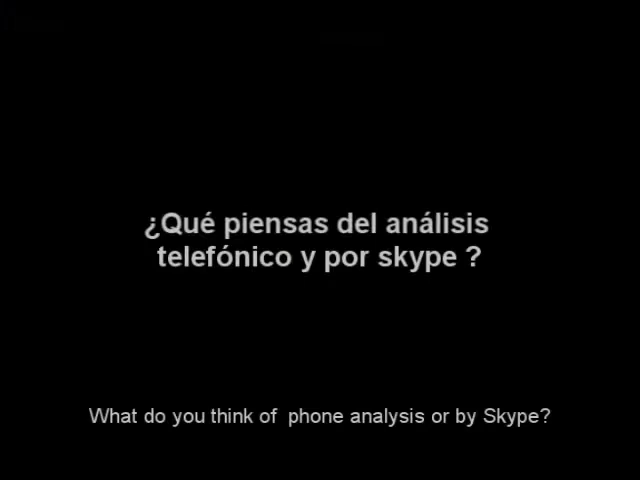 ¿Qué piensas del análisis
telefónico y por skype ?
What do you think of  phone analysis or by Skype?